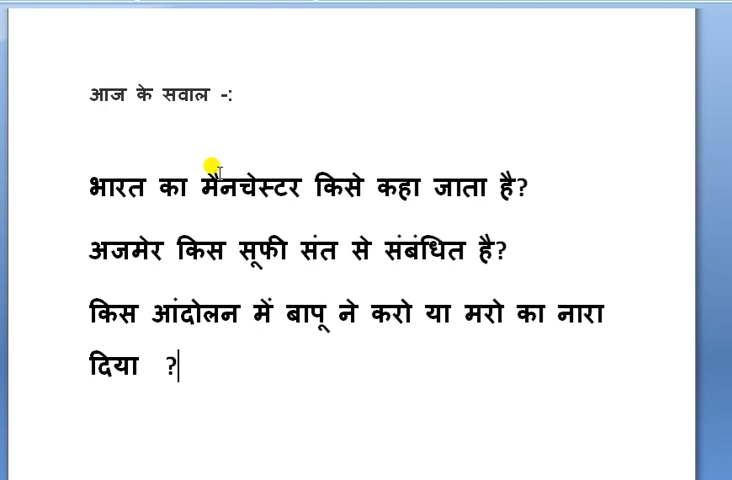 आज के सवाल -:
भारत का मैनचेस्टर किसे कहा जाता है?
अजमेर किस सूफी संत से संबंधित है?
किस आंदोलन में बापू ने करो या मरो का नारा
दिया ?